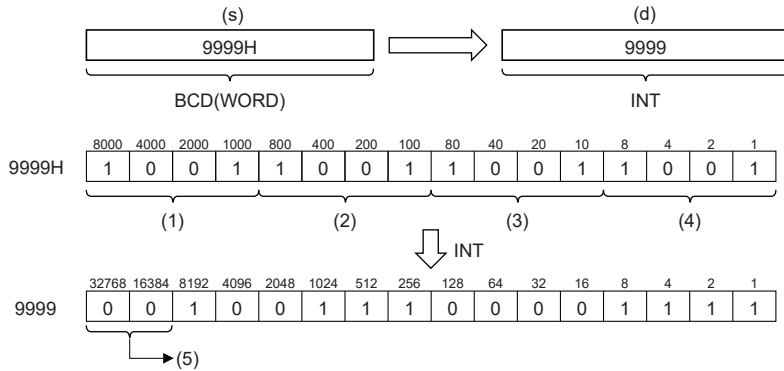 (s) (d)
9999H 9999
BCD(WORD) INT
8000 4000 2000 1000 800 400 200 100 80 40 20 10 8 4 2 1
9999H 1 0 0 1 1 0 0 1 1 0 0 1 1 0 0 1
(1) (2) (3) (4)
INT
32768 16384 8192 4096 2048 1024 512 256 128 64 32 16 8 4 2 1
9999 0 0 1 0 0 1 1 1 0 0 0 0 1 1 1 1
(5)